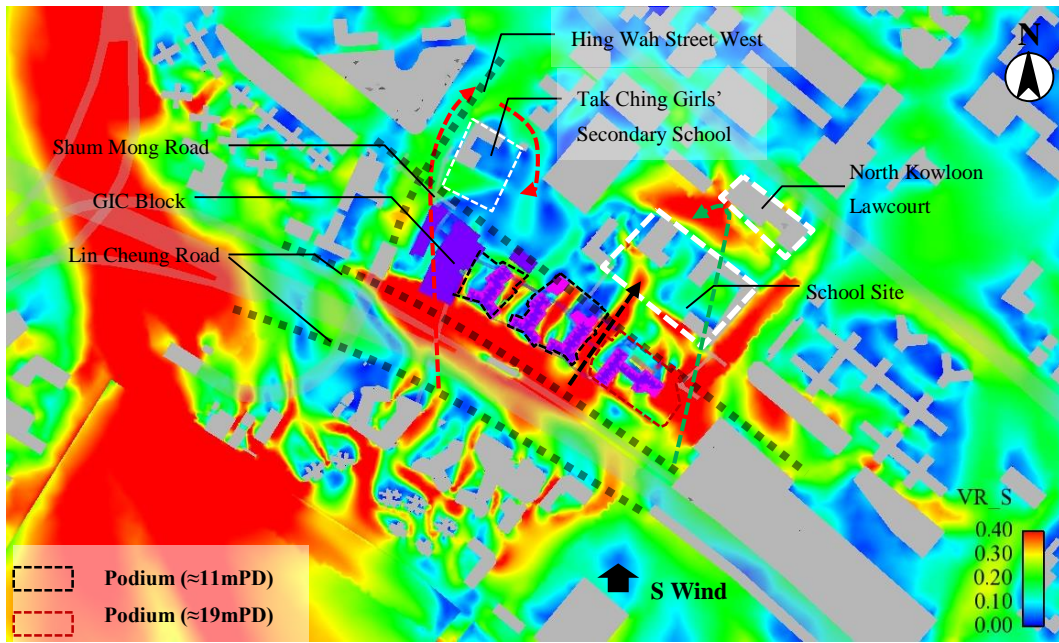 Hing Wah Street West
N
Tak Ching Girls'
Secondary School
Shum Mong Road
GIC Block
North Kowloon
Lawcourt
Lin Cheung Road
School Site
VR_S
0.40
0.30
0.20
0.10
0.00
S Wind
Podium (≈11mPD)
Podium (≈19mPD)